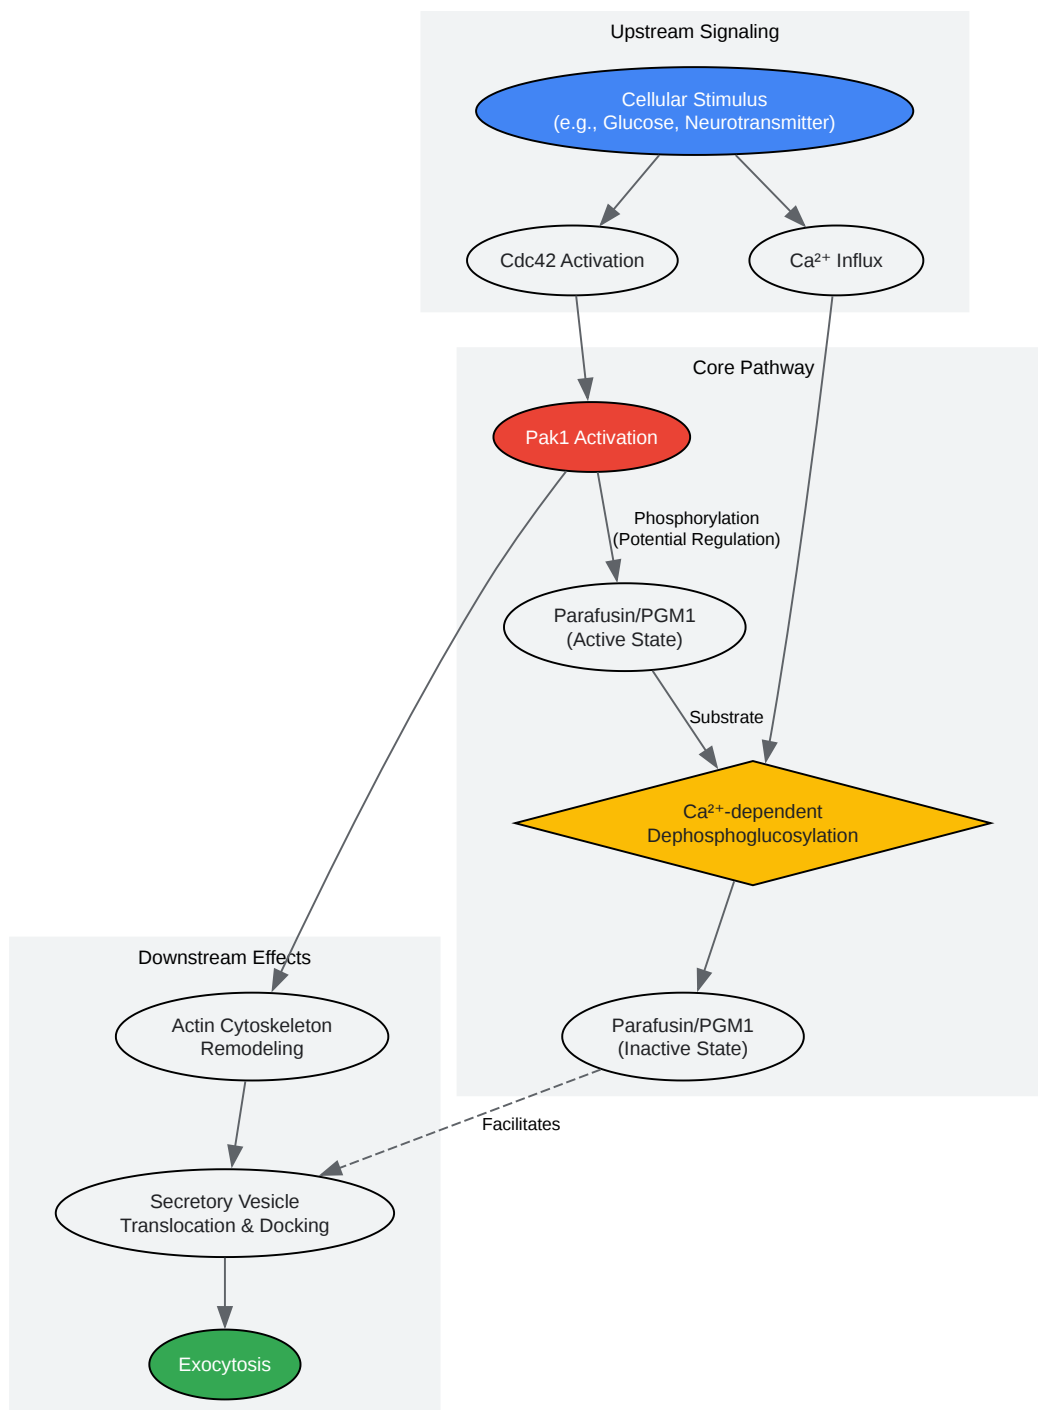 Upstream Signaling
Cellular Stimulus
(e.g., Glucose, Neurotransmitter)
Cdc42 Activation
Ca²⁺ Influx
Core Pathway
Pak1 Activation
Phosphorylation
(Potential Regulation)
Parafusin/PGM1
(Active State)
Substrate
Ca²⁺-dependent
Dephosphoglucosylation
Downstream Effects
Actin Cytoskeleton
Remodeling
Parafusin/PGM1
(Inactive State)
Facilitates
Secretory Vesicle
Translocation & Docking
Exocytosis